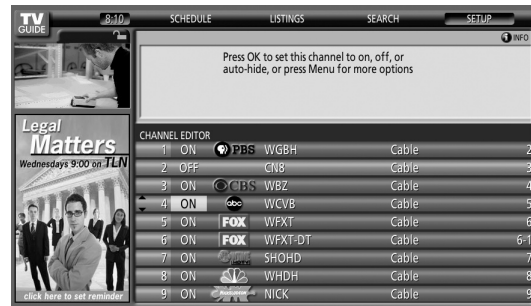 TV GUIDE 8:10 SCHEDULE LISTINGS SEARCH SETUP
i INFO
Press OK to set this channel to on, off, or
auto-hide, or press Menu for more options
Legal
Matters
Wednesdays 9:00 on TLN
click here to set reminder
CHANNEL EDITOR
1 ON PBS WGBH Cable 2
2 OFF CN8 Cable 3
3 ON CBS WBZ Cable 4
4 ON abc WCVB Cable 5
5 ON FOX WFXT Cable 6
6 ON FOX WFXT-DT Cable 6-1
7 ON SHOHD Cable 7
8 ON WHDH Cable 8
9 ON NICKELODEON NICK Cable 9